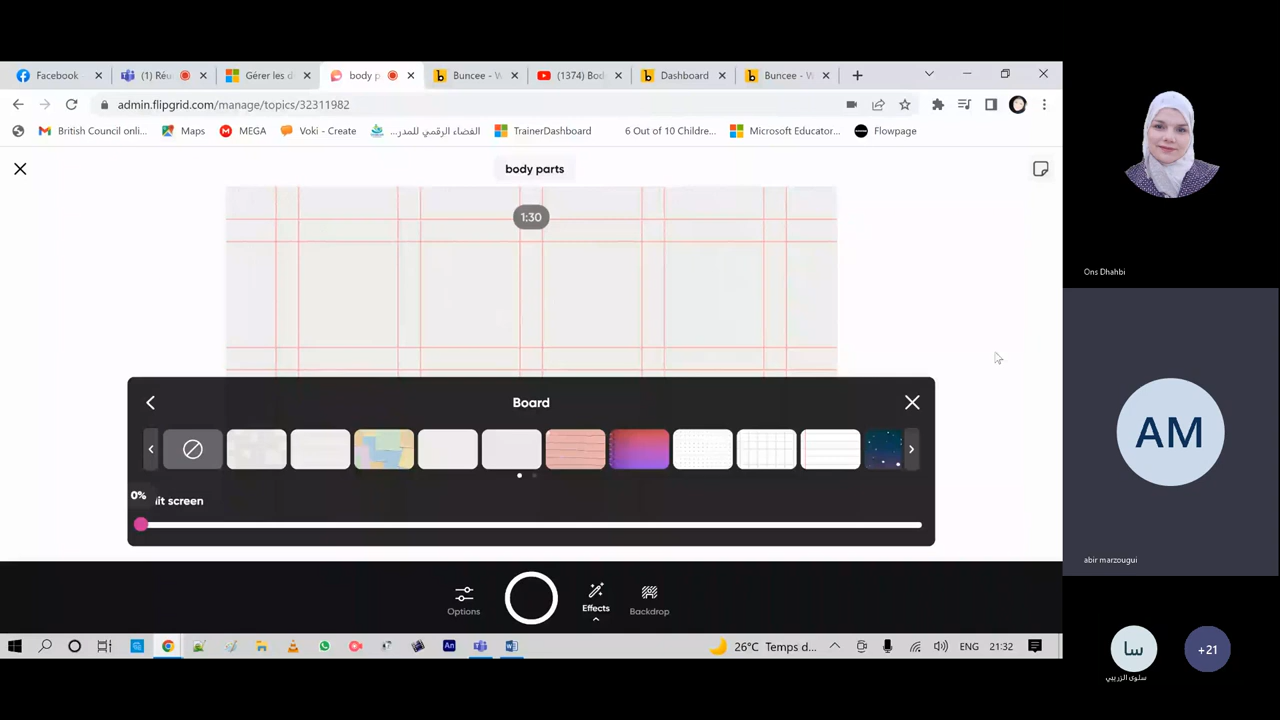 Facebook
(1) Réu
Gérer les d
body p
Buncee - W
(1374) Bod
Dashboard
Buncee - W
admin.flipgrid.com/manage/topics/32311982
British Council onli...
Maps
MEGA
Voki - Create
الفضاء الرقمي للمدر...
TrainerDashboard
6 Out of 10 Childre...
Microsoft Educator...
Flowpage
body parts
1:30
Board
0%
it screen
Options
Effects
Backdrop
An
26°C Temps d...
ENG
21:32
Ons Dhahbi
AM
abir marzougui
سا
سلوى الزريبي
+21